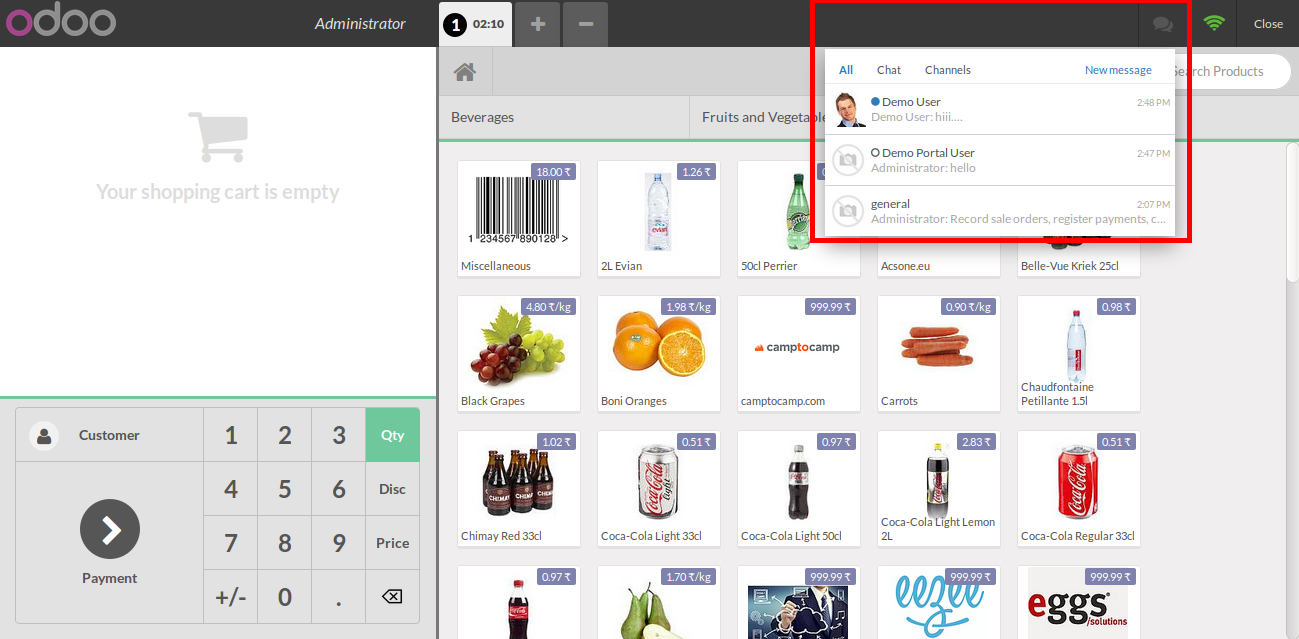 odoo
Administrator
1 02:10
+
−
Close
All Chat Channels New message
Search Products
Demo User 2:48 PM
Demo User: hiii....
Demo Portal User 2:47 PM
Administrator: hello
general 2:07 PM
Administrator: Record sale orders, register payments, c...
Beverages
Fruits and Vegetable
Your shopping cart is empty
18.00 ₹
1.26 ₹
1 234567 890128 >
evian
Miscellaneous
2L Evian
50cl Perrier
Acsone.eu
Belle-Vue Kriek 25cl
4.80 ₹/kg
1.98 ₹/kg
999.99 ₹
0.90 ₹/kg
0.98 ₹
camptocamp
Black Grapes
Boni Oranges
camptocamp.com
Carrots
Chaudfontaine
Petillante 1.5l
1.02 ₹
0.51 ₹
0.97 ₹
2.83 ₹
0.51 ₹
CHIMAY
Coca-Cola
light
Coca-Cola
Chimay Red 33cl
Coca-Cola Light 33cl
Coca-Cola Light 50cl
Coca-Cola Light Lemon
2L
Coca-Cola Regular 33cl
0.97 ₹
1.70 ₹/kg
999.99 ₹
999.99 ₹
999.99 ₹
eezee
eggs
/solutions
Customer
1 2 3 Qty
4 5 6 Disc
7 8 9 Price
+/- 0 .
Payment